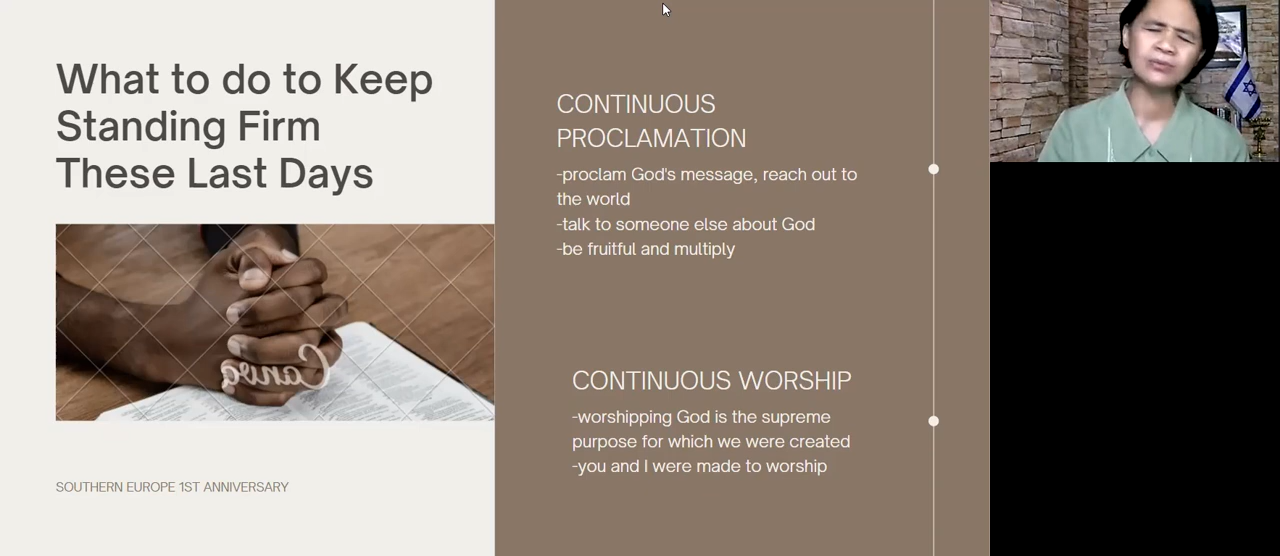 What to do to Keep
Standing Firm
These Last Days
Canva
SOUTHERN EUROPE 1ST ANNIVERSARY
CONTINUOUS
PROCLAMATION
-proclam God's message, reach out to
the world
-talk to someone else about God
-be fruitful and multiply
CONTINUOUS WORSHIP
-worshipping God is the supreme
purpose for which we were created
-you and I were made to worship